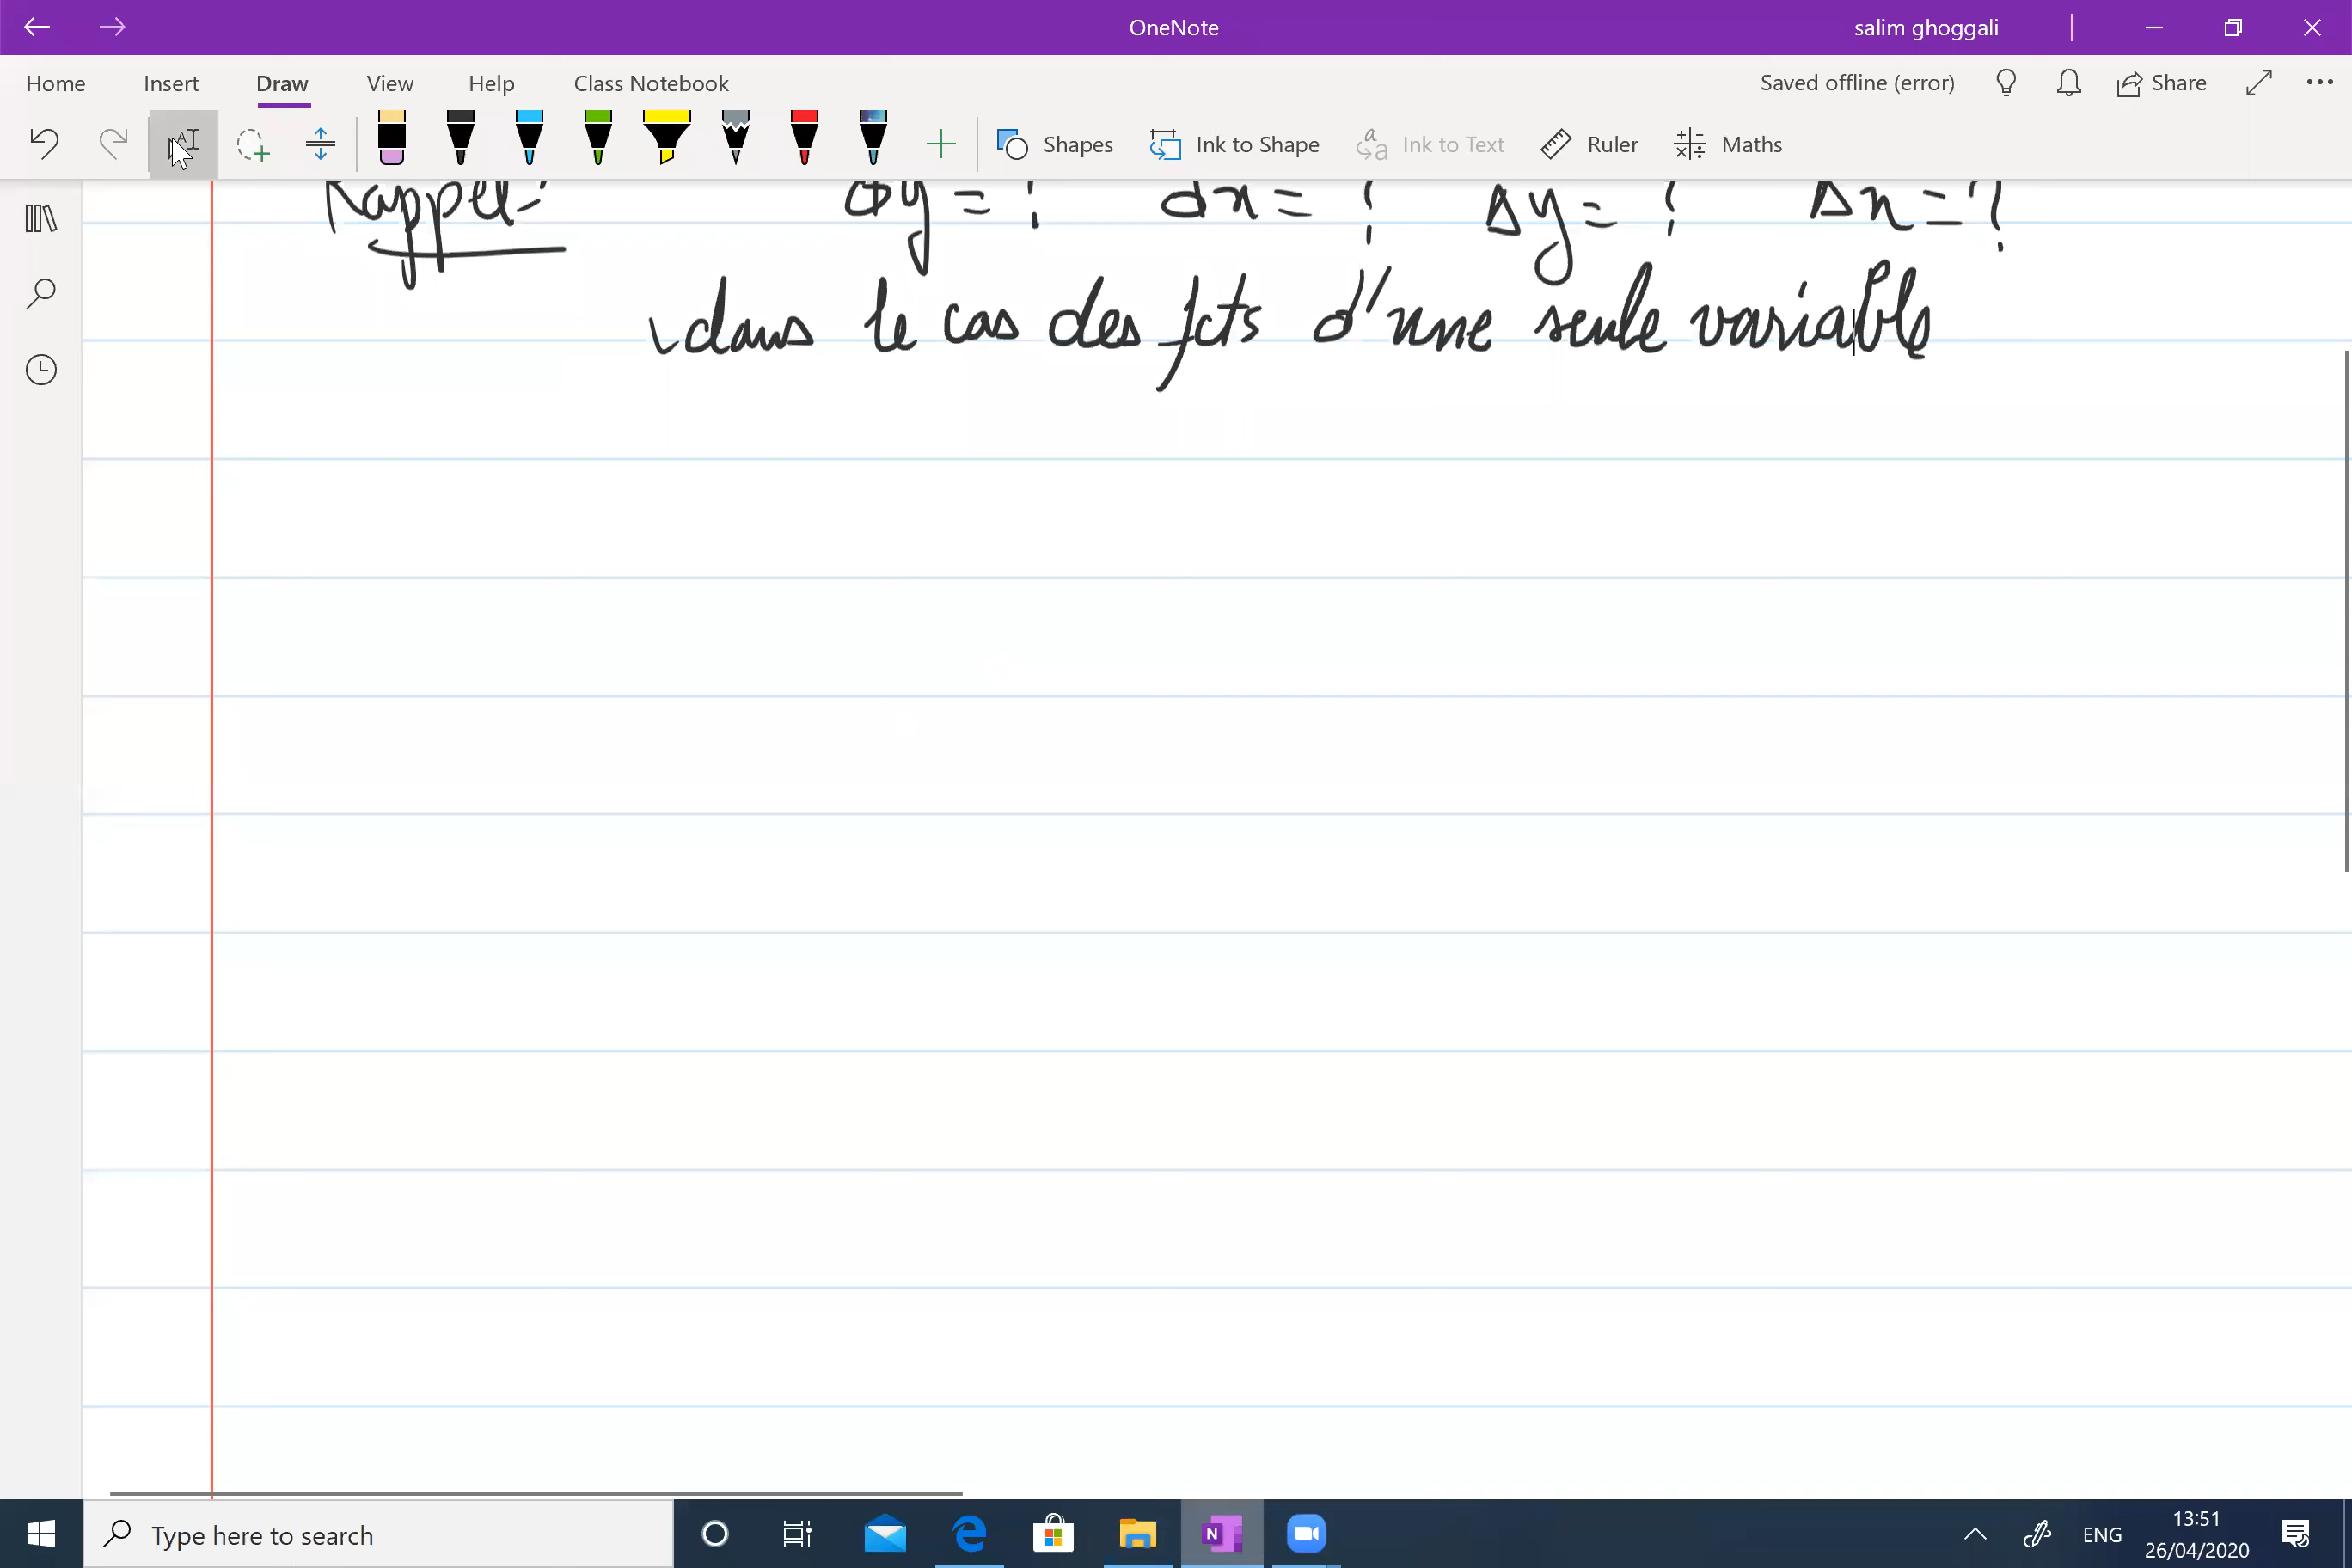 OneNote
salim ghoggali
Home Insert Draw View Help Class Notebook
Saved offline (error)
Share
Shapes Ink to Shape Ink to Text Ruler Maths
Rappel: dy = ? dx = ? Δy = ? Δx = ?
dans le cas des fcts d'une seule variable
Type here to search
ENG
13:51
26/04/2020